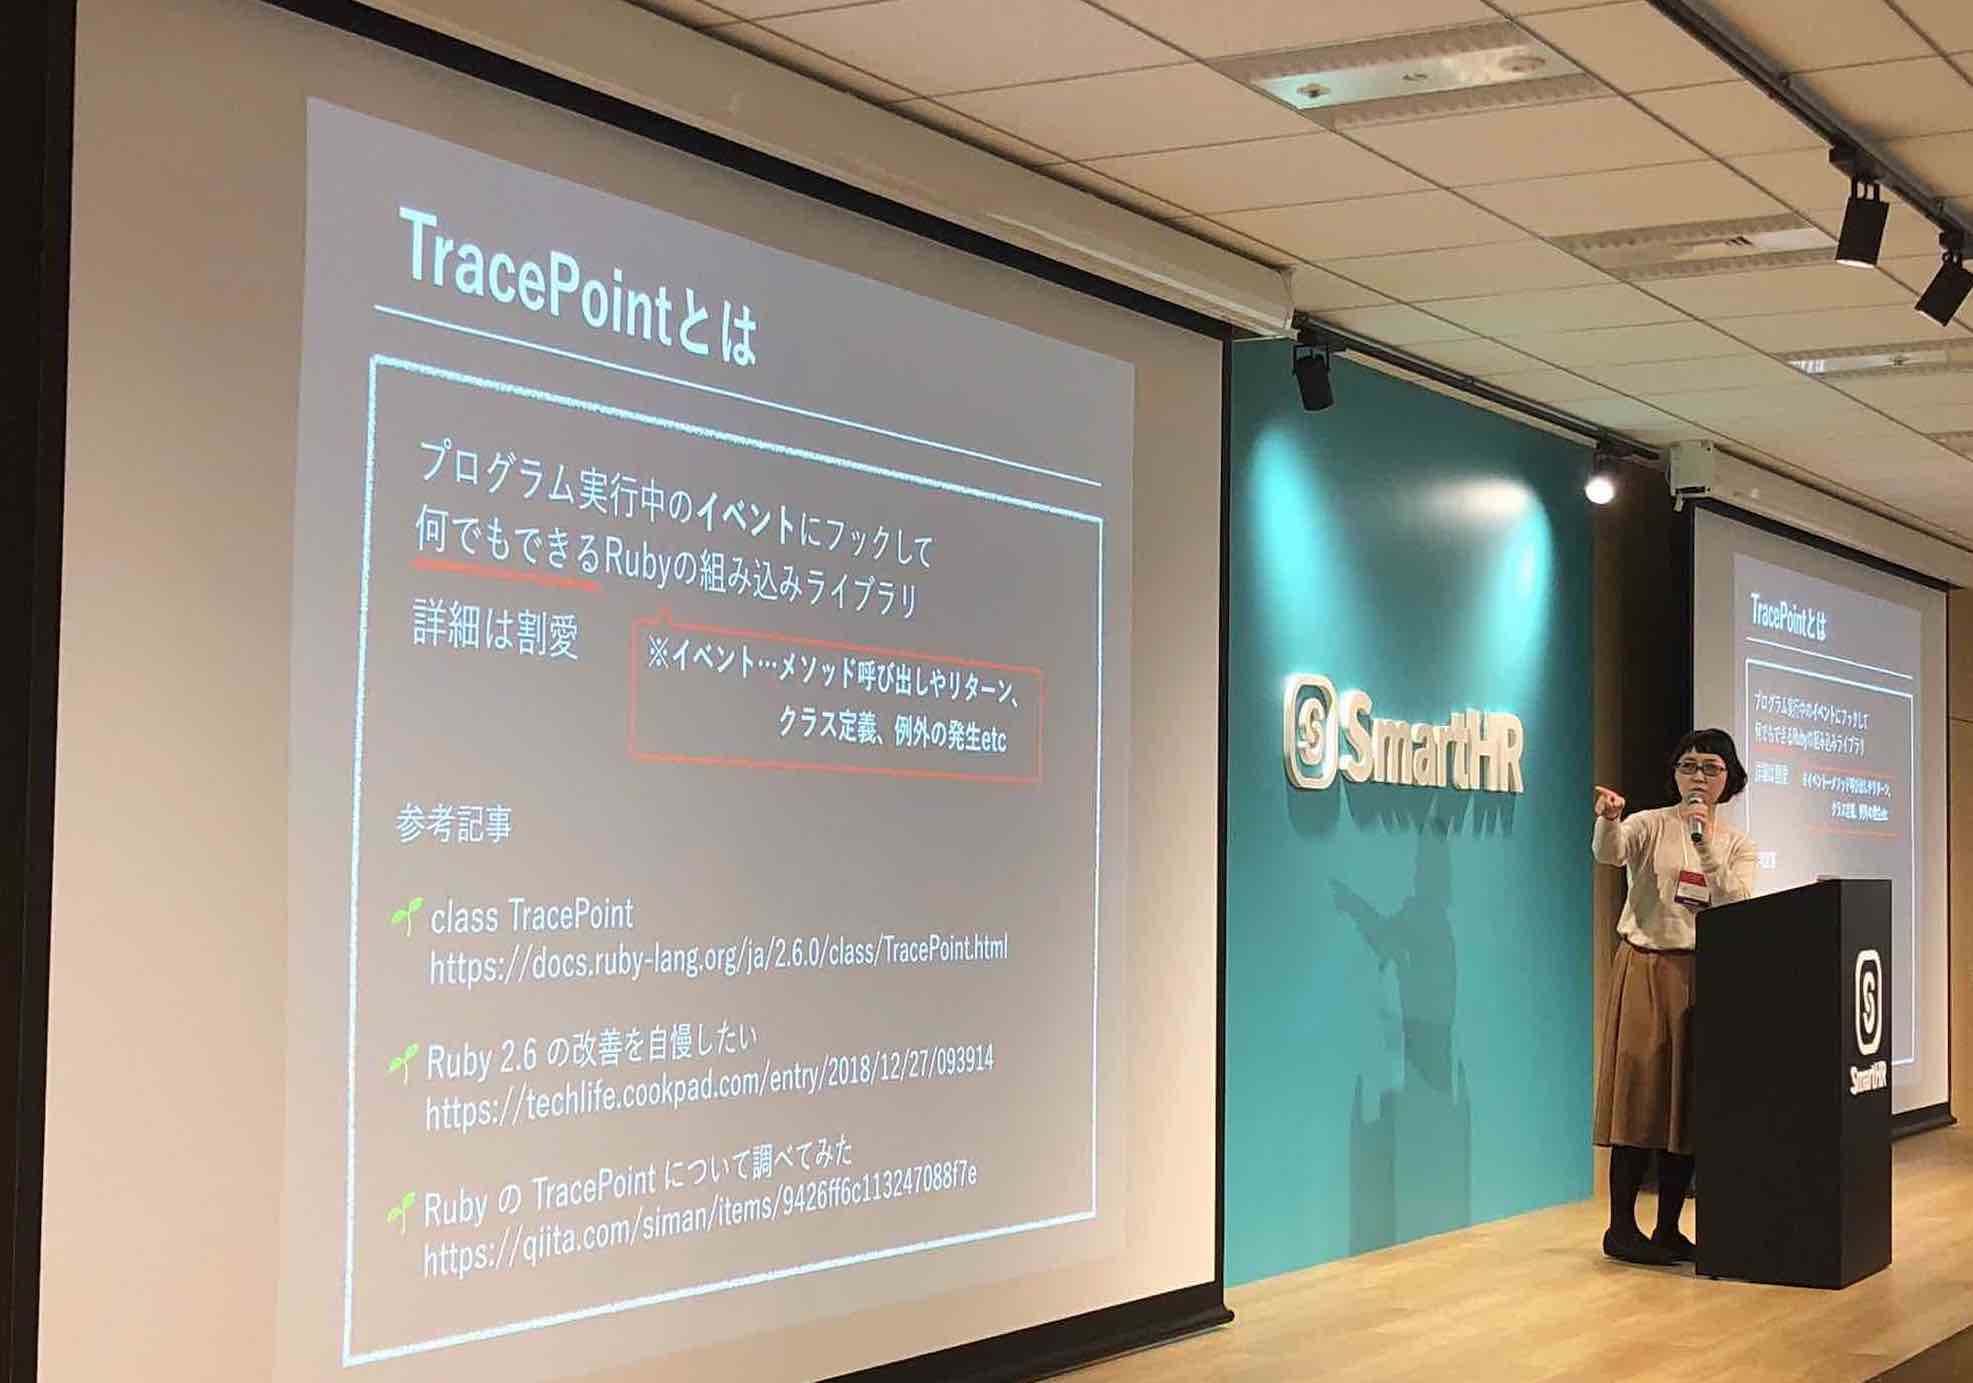 TracePointとは
プログラム実行中のイベントにフックして
何でもできるRubyの組み込みライブラリ
詳細は割愛
※イベント…メソッド呼び出しやリターン、
クラス定義、例外の発生etc
参考記事
class TracePoint
https://docs.ruby-lang.org/ja/2.6.0/class/TracePoint.html
Ruby 2.6 の改善を自慢したい
https://techlife.cookpad.com/entry/2018/12/27/093914
Ruby の TracePoint について調べてみた
https://qiita.com/siman/items/9426ff6c113247088f7e
SmartHR
TracePointとは
プログラム実行中のイベントにフックして
何でもできるRubyの組み込みライブラリ
詳細は割愛
※イベント…メソッド呼び出しやリターン、
クラス定義、例外の発生etc
SmartHR